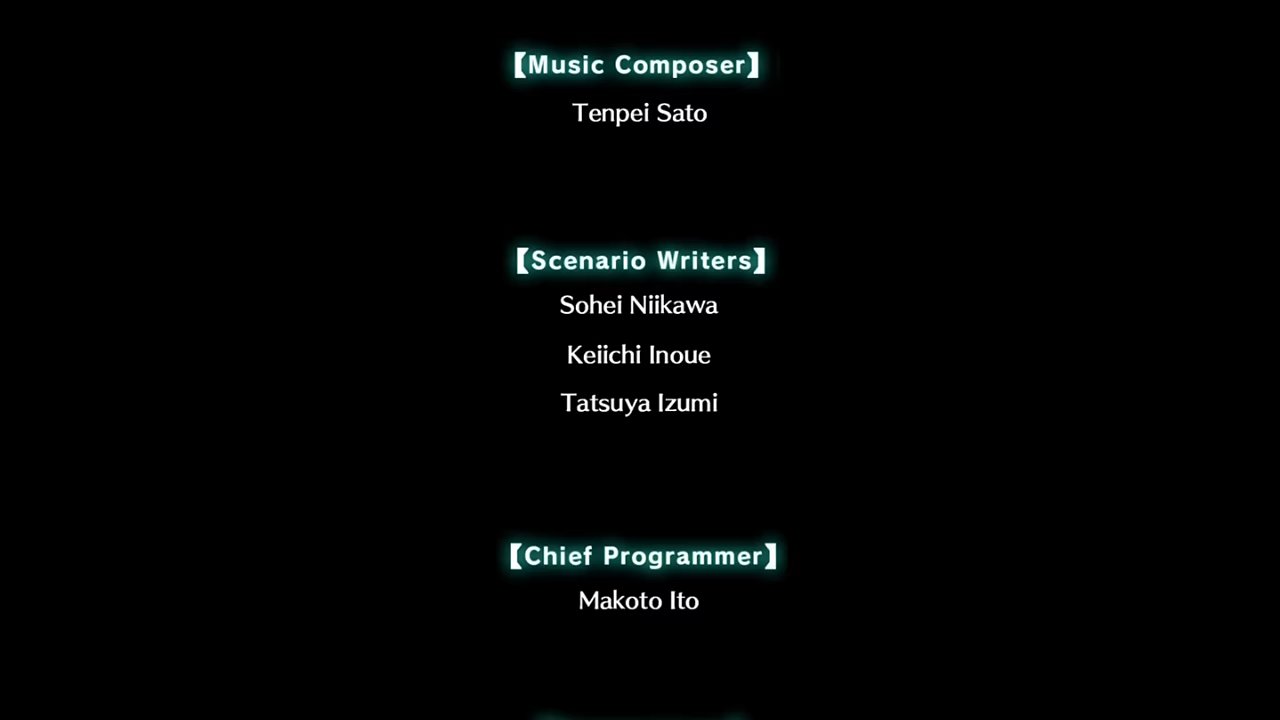 【Music Composer】
Tenpei Sato
【Scenario Writers】
Sohei Niikawa
Keiichi Inoue
Tatsuya Izumi
【Chief Programmer】
Makoto Ito